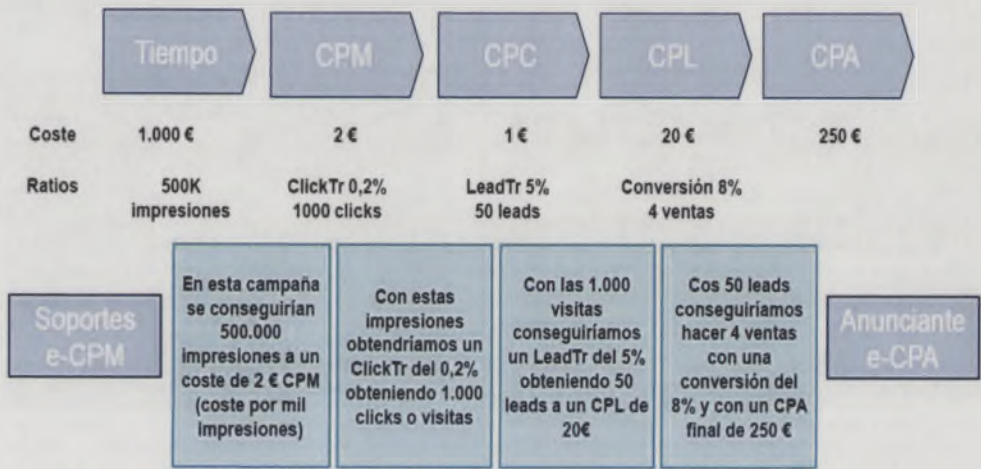 Tiempo CPM CPC CPL CPA
Coste 1.000 € 2 € 1 € 20 € 250 €
Ratios 500K ClickTr 0,2% LeadTr 5% Conversión 8%
impresiones 1000 clicks 50 leads 4 ventas
Soportes
e-CPM
En esta campaña
se conseguirían
500.000
impresiones a un
coste de 2 € CPM
(coste por mil
impresiones)
Con estas
impresiones
obtendríamos un
ClickTr del 0,2%
obteniendo 1.000
clicks o visitas
Con las 1.000
visitas
conseguiríamos
un LeadTr del 5%
obteniendo 50
leads a un CPL de
20€
Cos 50 leads
conseguiríamos
hacer 4 ventas
con una
conversión del
8% y con un CPA
final de 250 €
Anunciante
e-CPA